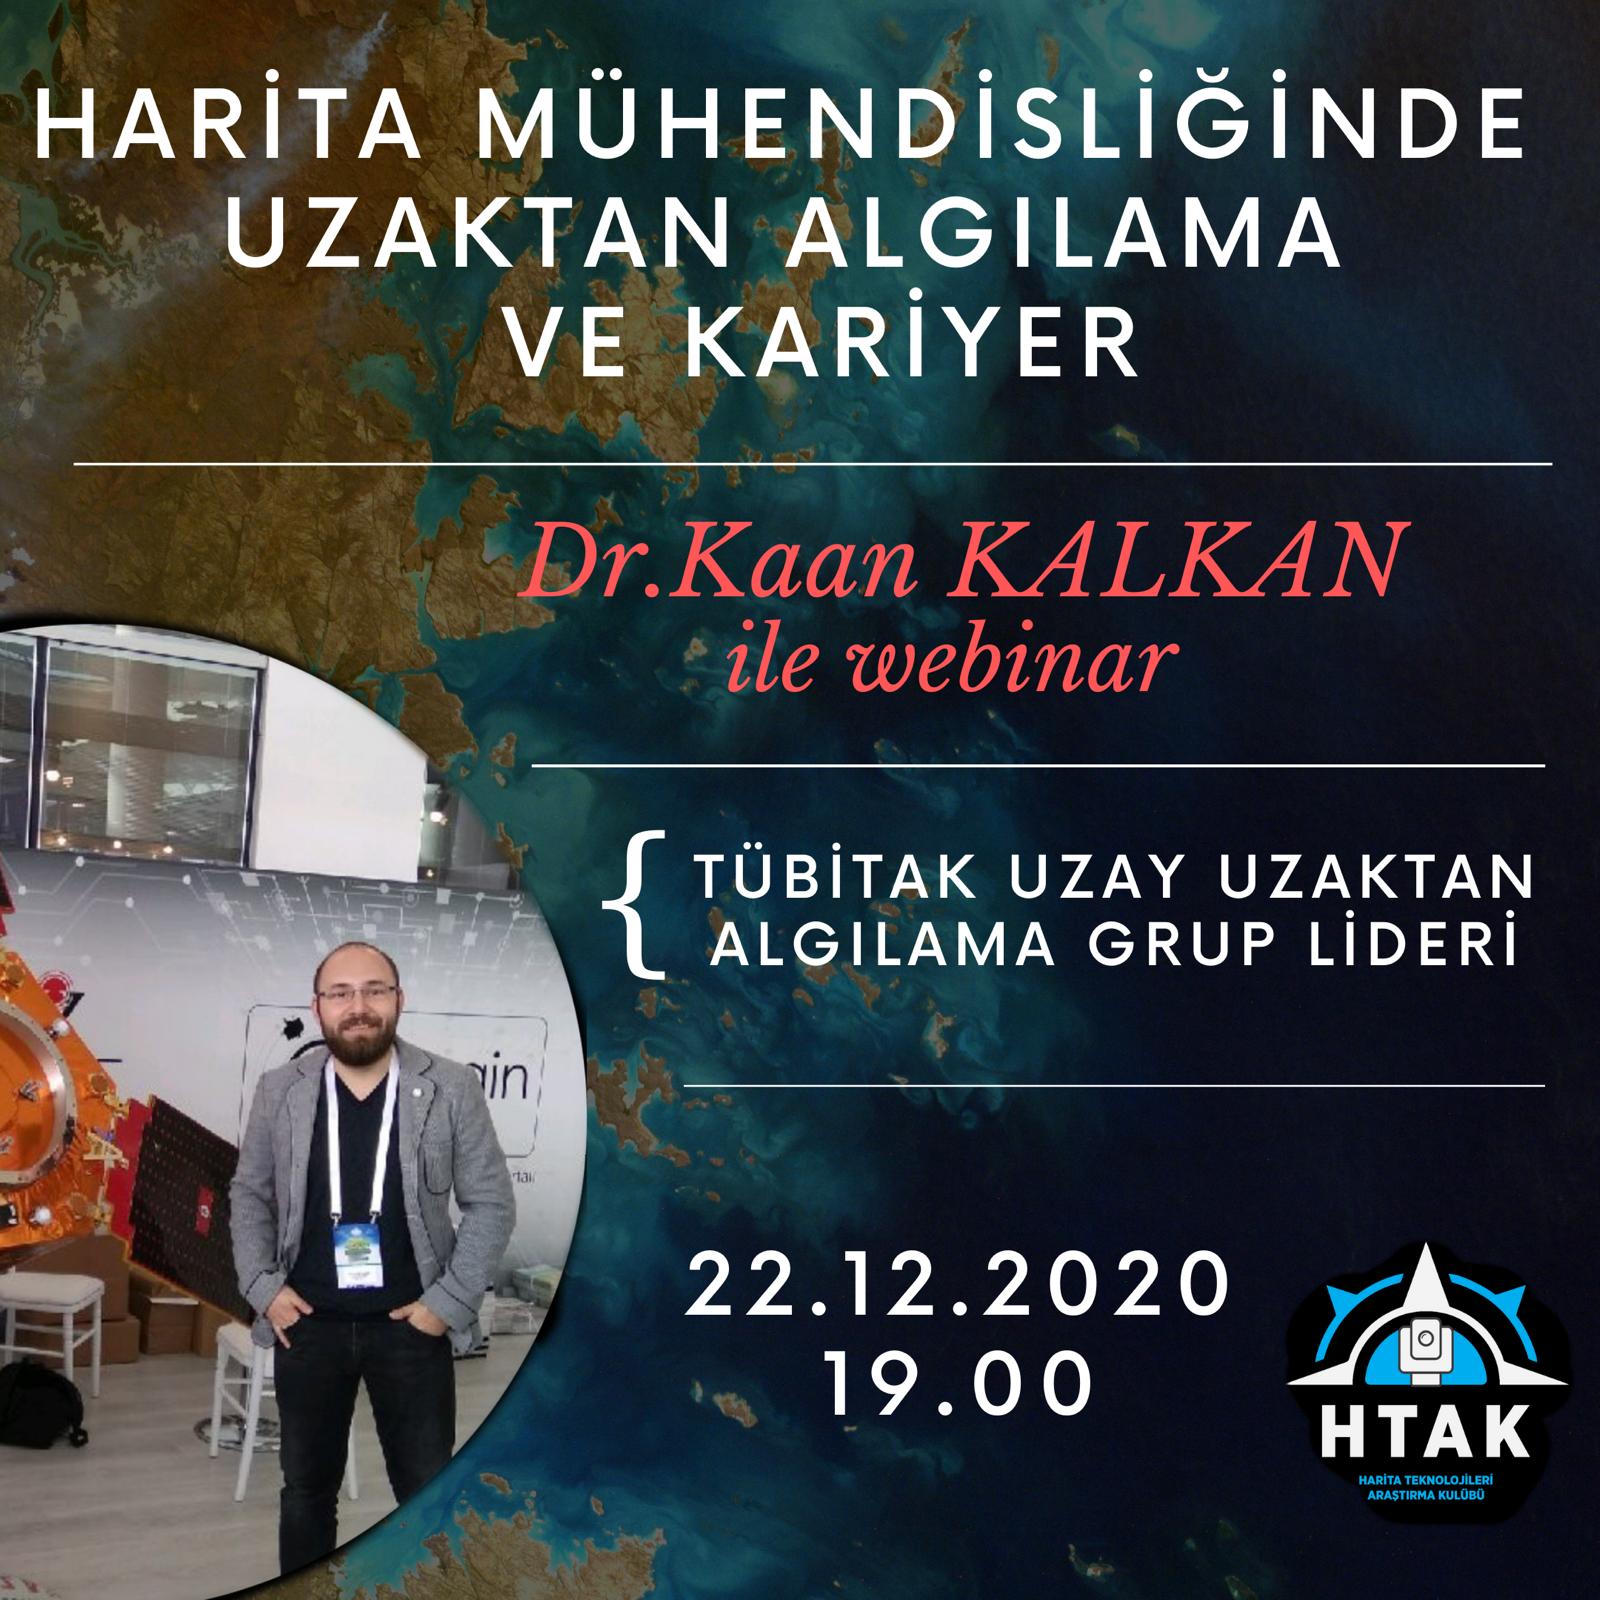 HARİTA MÜHENDİSLİĞİNDE
UZAKTAN ALGILAMA
VE KARİYER
Dr.Kaan KALKAN
ile webinar
{ TÜBİTAK UZAY UZAKTAN
ALGILAMA GRUP LİDERİ
22.12.2020
19.00
HTAK
HARİTA TEKNOLOJİLERİ
ARAŞTIRMA KULÜBÜ